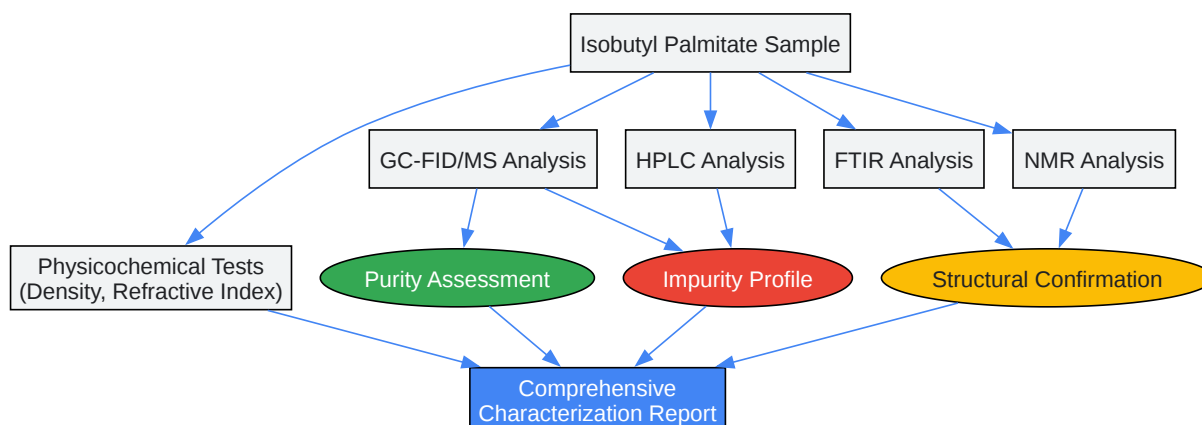 Isobutyl Palmitate Sample
GC-FID/MS Analysis
HPLC Analysis
FTIR Analysis
NMR Analysis
Physicochemical Tests
(Density, Refractive Index)
Purity Assessment
Impurity Profile
Structural Confirmation
Comprehensive
Characterization Report